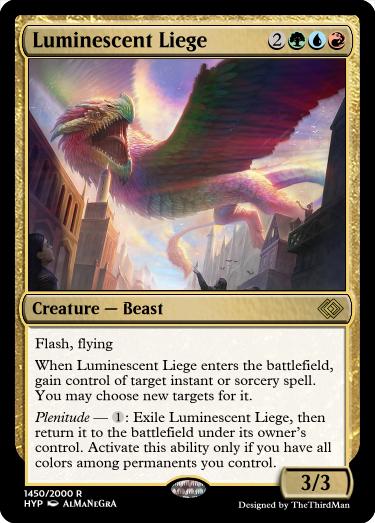 Luminescent Liege 2
Creature — Beast
Flash, flying
When Luminescent Liege enters the battlefield,
gain control of target instant or sorcery spell.
You may choose new targets for it.
Plenitude — 1: Exile Luminescent Liege, then
return it to the battlefield under its owner's
control. Activate this ability only if you have all
colors among permanents you control.
3/3
1450/2000 R
HYP ALMANEGRA
Designed by TheThirdMan